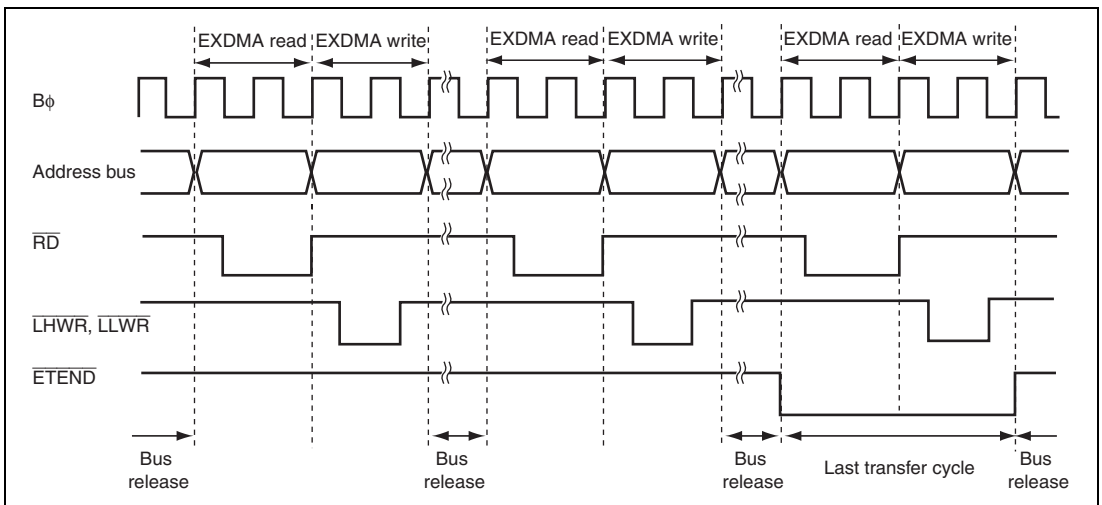 EXDMA read EXDMA write EXDMA read EXDMA write EXDMA read EXDMA write
Bϕ
Address bus
RD
LHWR, LLWR
ETEND
Bus release
Bus release
Bus release
Last transfer cycle
Bus release